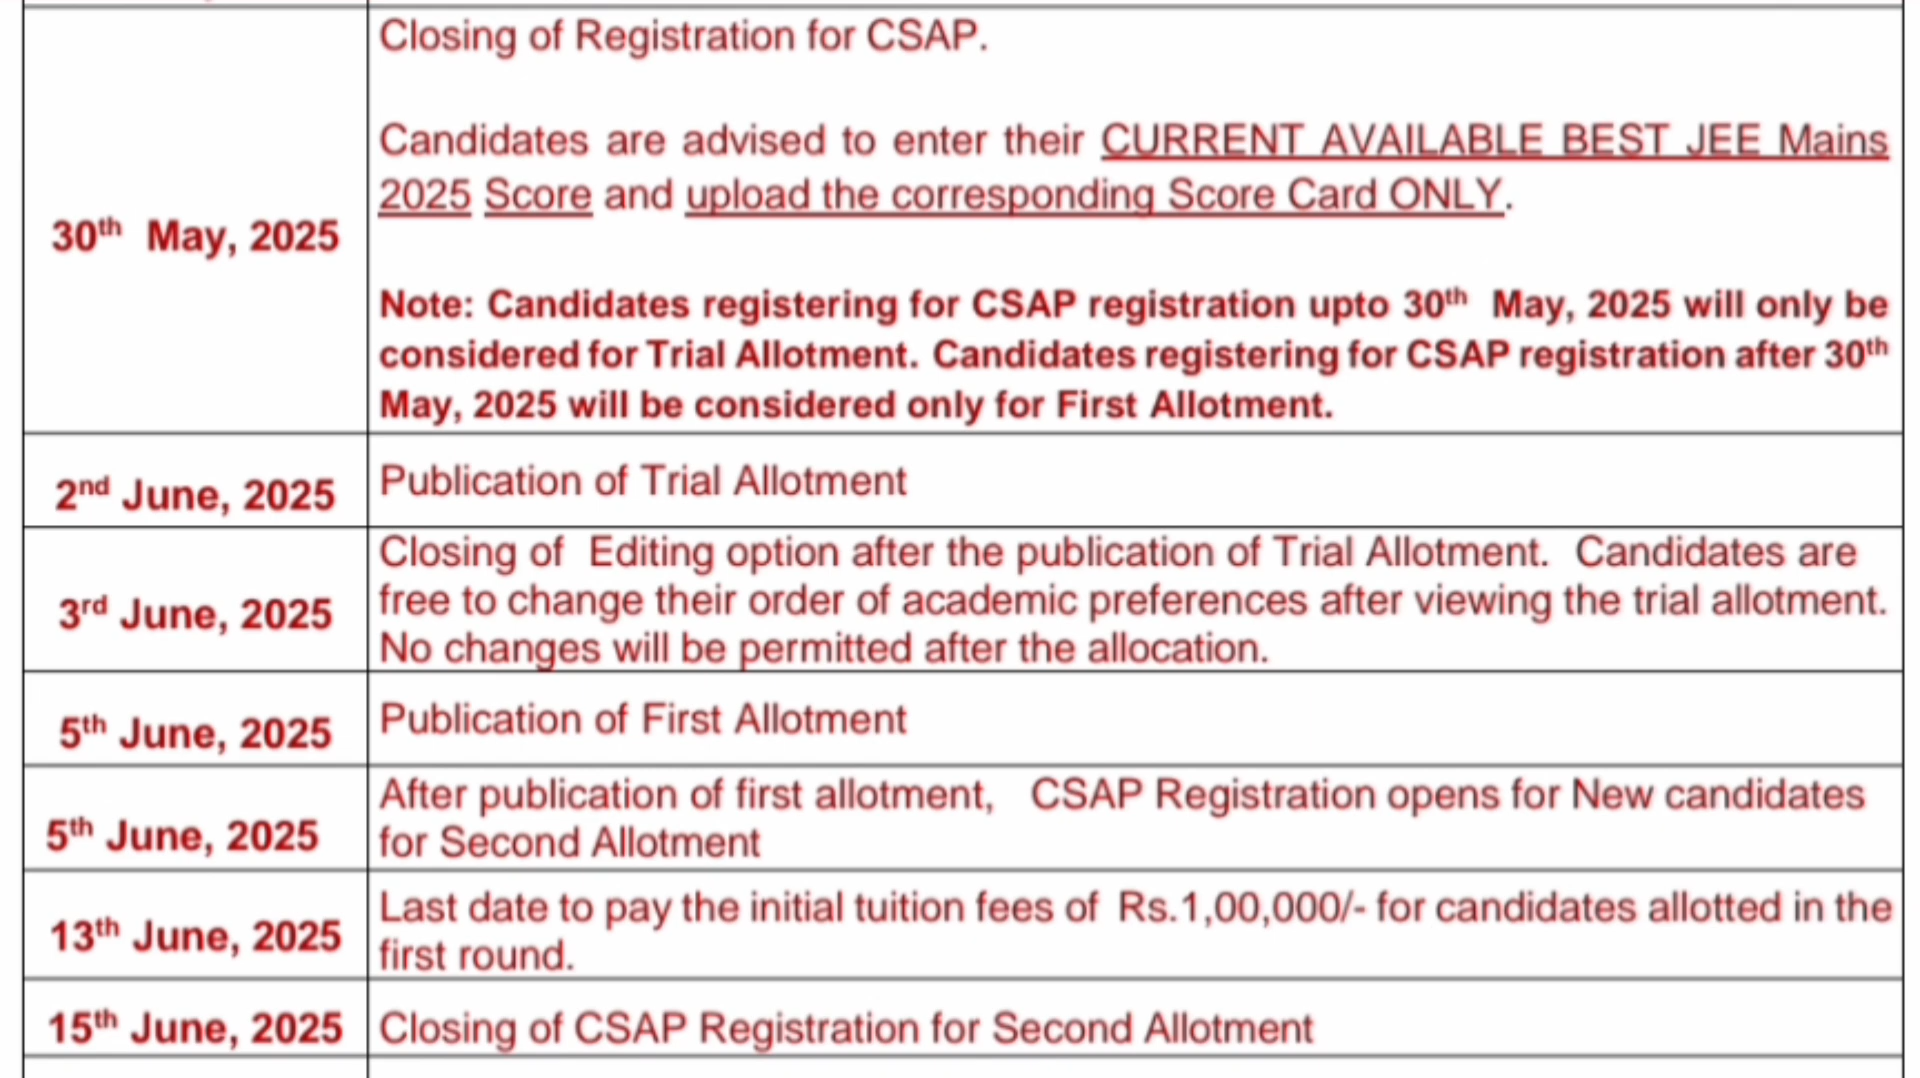 Closing of Registration for CSAP.
Candidates are advised to enter their CURRENT AVAILABLE BEST JEE Mains
2025 Score and upload the corresponding Score Card ONLY.
30th May, 2025
Note: Candidates registering for CSAP registration upto 30th May, 2025 will only be
considered for Trial Allotment. Candidates registering for CSAP registration after 30th
May, 2025 will be considered only for First Allotment.
2nd June, 2025
Publication of Trial Allotment
3rd June, 2025
Closing of Editing option after the publication of Trial Allotment. Candidates are
free to change their order of academic preferences after viewing the trial allotment.
No changes will be permitted after the allocation.
5th June, 2025
Publication of First Allotment
5th June, 2025
After publication of first allotment, CSAP Registration opens for New candidates
for Second Allotment
13th June, 2025
Last date to pay the initial tuition fees of Rs.1,00,000/- for candidates allotted in the
first round.
15th June, 2025
Closing of CSAP Registration for Second Allotment